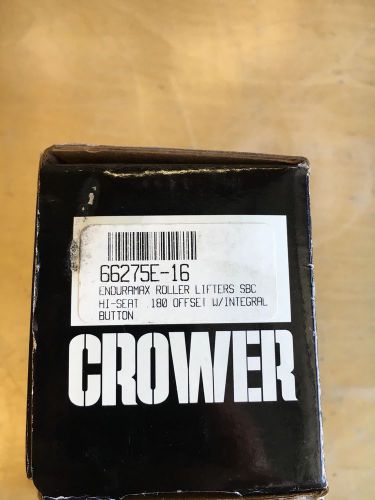 66275E-16
ENDURAMAX ROLLER LIFTERS SBC
HI-SEAT .180 OFFSET W/INTEGRAL
BUTTON
CROWER